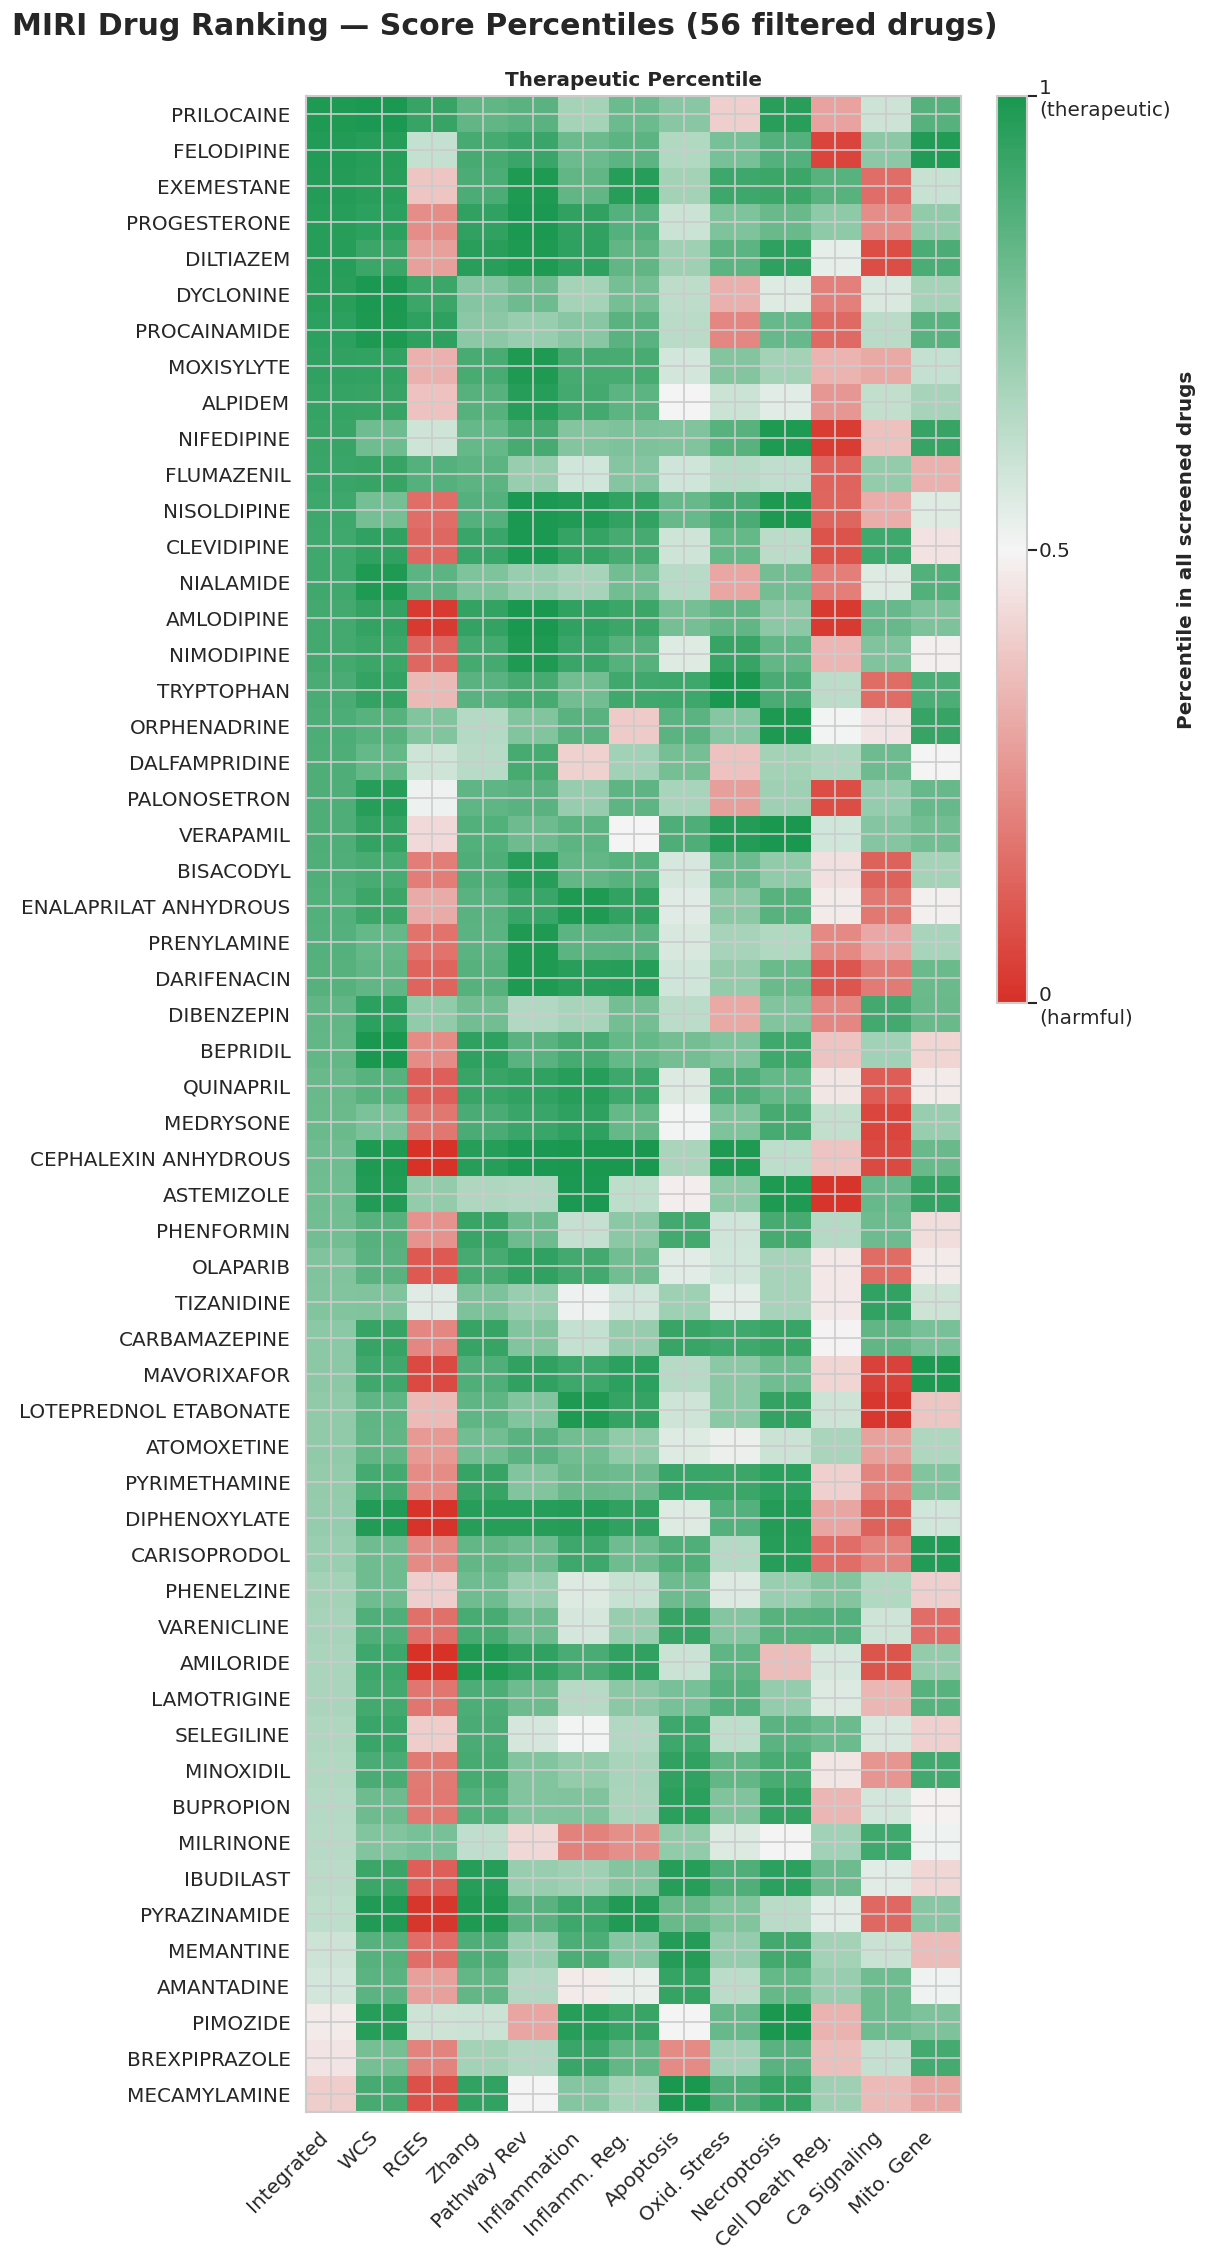 MIRI Drug Ranking — Score Percentiles (56 filtered drugs)
Therapeutic Percentile
PRILOCAINE
FELODIPINE
EXEMESTANE
PROGESTERONE
DILTIAZEM
DYCLONINE
PROCAINAMIDE
MOXISYLYTE
ALPIDEM
NIFEDIPINE
FLUMAZENIL
NISOLDIPINE
CLEVIDIPINE
NIALAMIDE
AMLODIPINE
NIMODIPINE
TRYPTOPHAN
ORPHENADRINE
DALFAMPRIDINE
PALONOSETRON
VERAPAMIL
BISACODYL
ENALAPRILAT ANHYDROUS
PRENYLAMINE
DARIFENACIN
DIBENZEPIN
BEPRIDIL
QUINAPRIL
MEDRYSONE
CEPHALEXIN ANHYDROUS
ASTEMIZOLE
PHENFORMIN
OLAPARIB
TIZANIDINE
CARBAMAZEPINE
MAVORIXAFOR
LOTEPREDNOL ETABONATE
ATOMOXETINE
PYRIMETHAMINE
DIPHENOXYLATE
CARISOPRODOL
PHENELZINE
VARENICLINE
AMILORIDE
LAMOTRIGINE
SELEGILINE
MINOXIDIL
BUPROPION
MILRINONE
IBUDILAST
PYRAZINAMIDE
MEMANTINE
AMANTADINE
PIMOZIDE
BREXPIPRAZOLE
MECAMYLAMINE
Integrated
WCS
RGES
Zhang
Pathway Rev
Inflammation
Inflamm. Reg.
Apoptosis
Oxid. Stress
Necroptosis
Cell Death Reg.
Ca Signaling
Mito. Gene
1
(therapeutic)
0.5
0
(harmful)
Percentile in all screened drugs